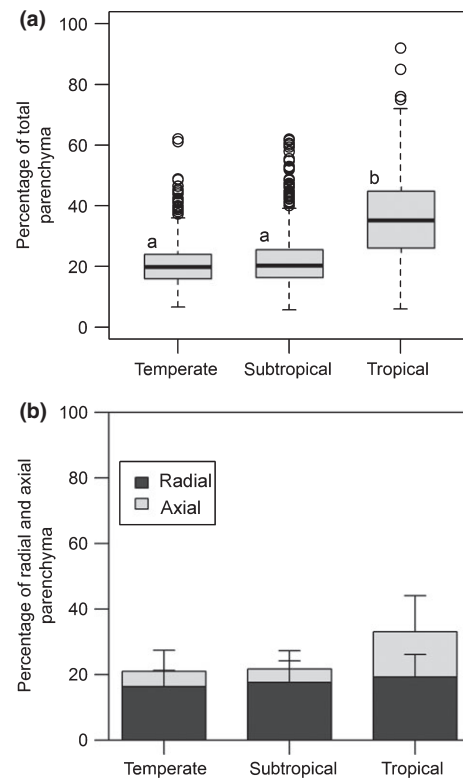 (a)
Percentage of total
parenchyma
100
80
60
40
20
0
a
a
b
Temperate
Subtropical
Tropical
(b)
Percentage of radial and axial
parenchyma
100
80
60
40
20
0
Radial
Axial
Temperate
Subtropical
Tropical